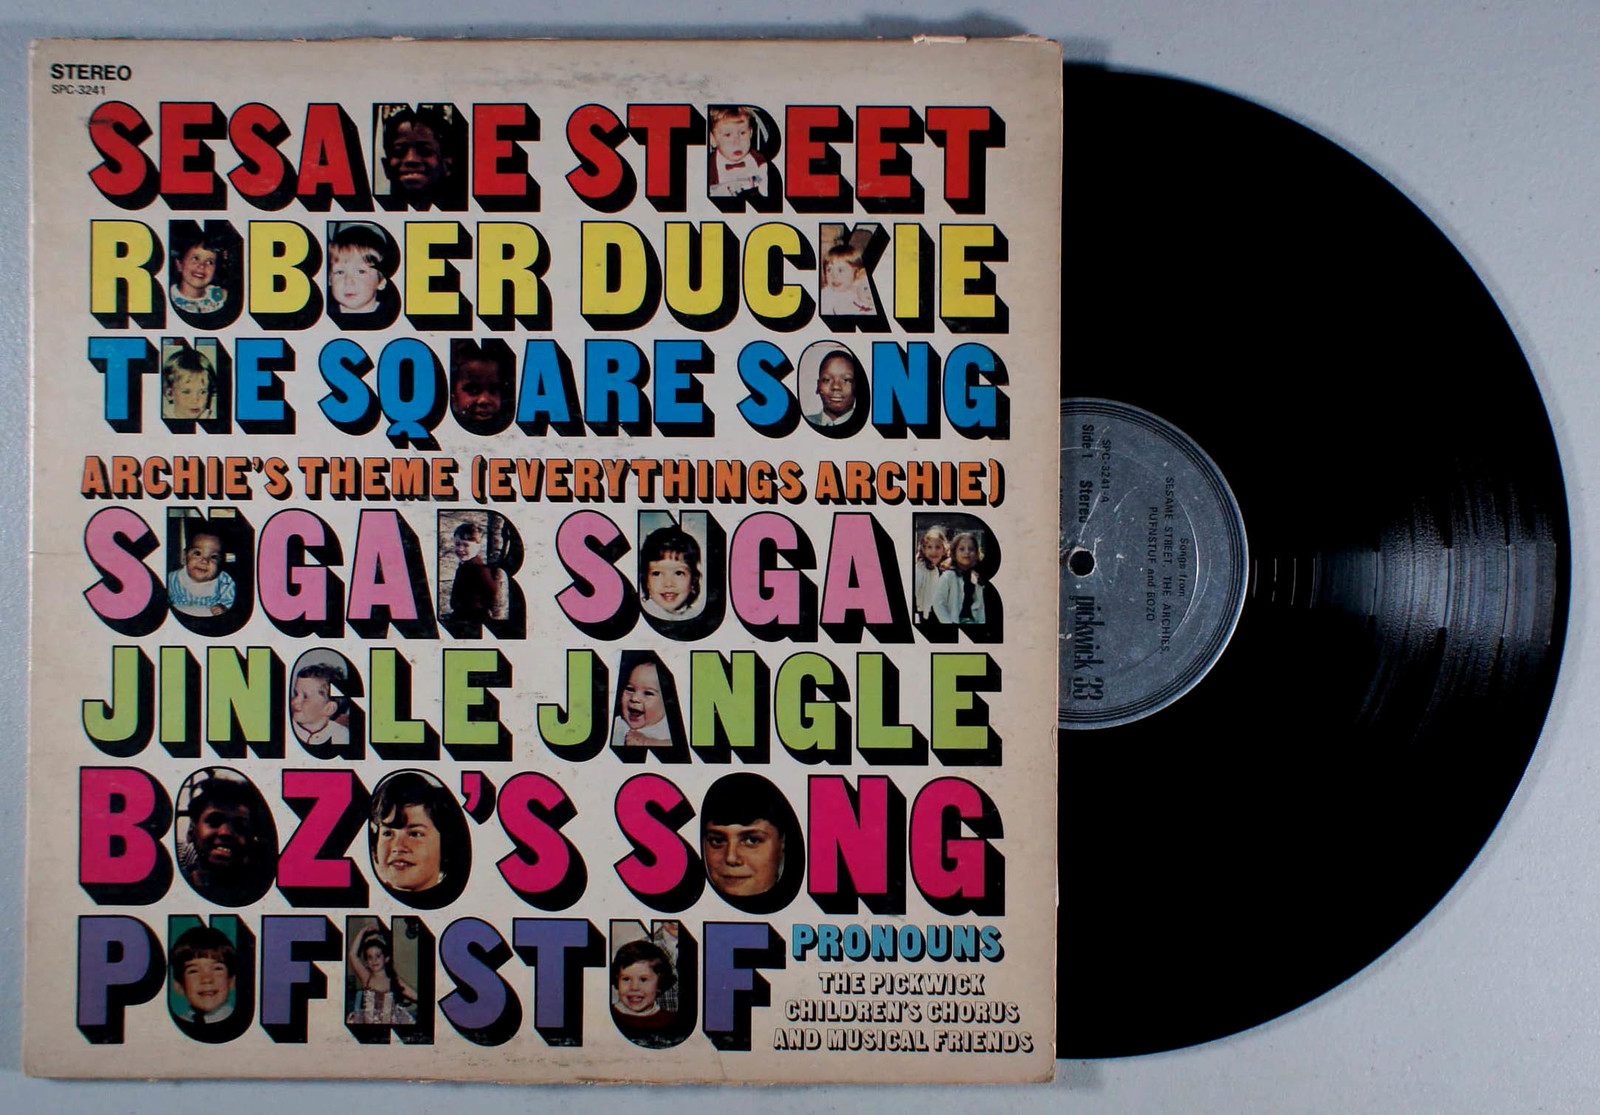 STEREO
SPC-3241
SESAME STREET
RUBBER DUCKIE
THE SQUARE SONG
ARCHIE'S THEME (EVERYTHINGS ARCHIE)
SUGAR SUGAR
JINGLE JANGLE
BOZO'S SONG
PUFNSTUF
PRONOUNS
THE PICKWICK
CHILDREN'S CHORUS
AND MUSICAL FRIENDS
SPC-3241-A
Side 1 Stereo
Songs from
SESAME STREET THE ARCHIES,
PUFNSTUF and BOZO
pickwick 33